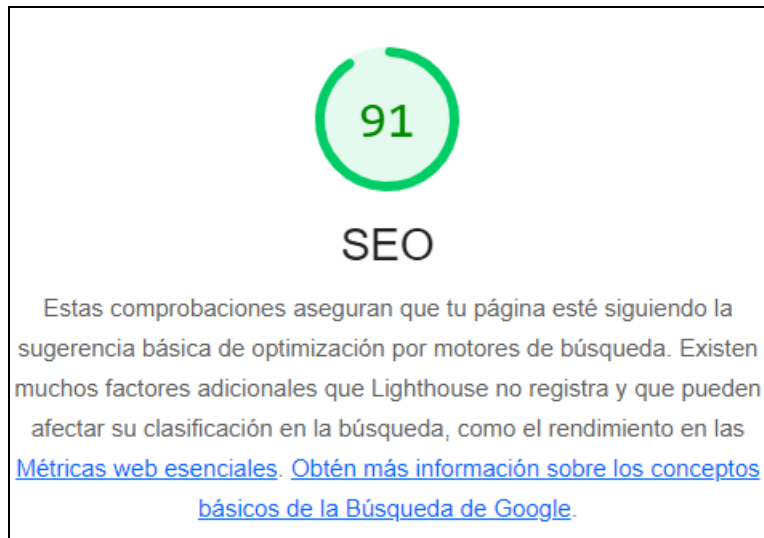 91
SEO
Estas comprobaciones aseguran que tu página esté siguiendo la
sugerencia básica de optimización por motores de búsqueda. Existen
muchos factores adicionales que Lighthouse no registra y que pueden
afectar su clasificación en la búsqueda, como el rendimiento en las
Métricas web esenciales. Obtén más información sobre los conceptos
básicos de la Búsqueda de Google.